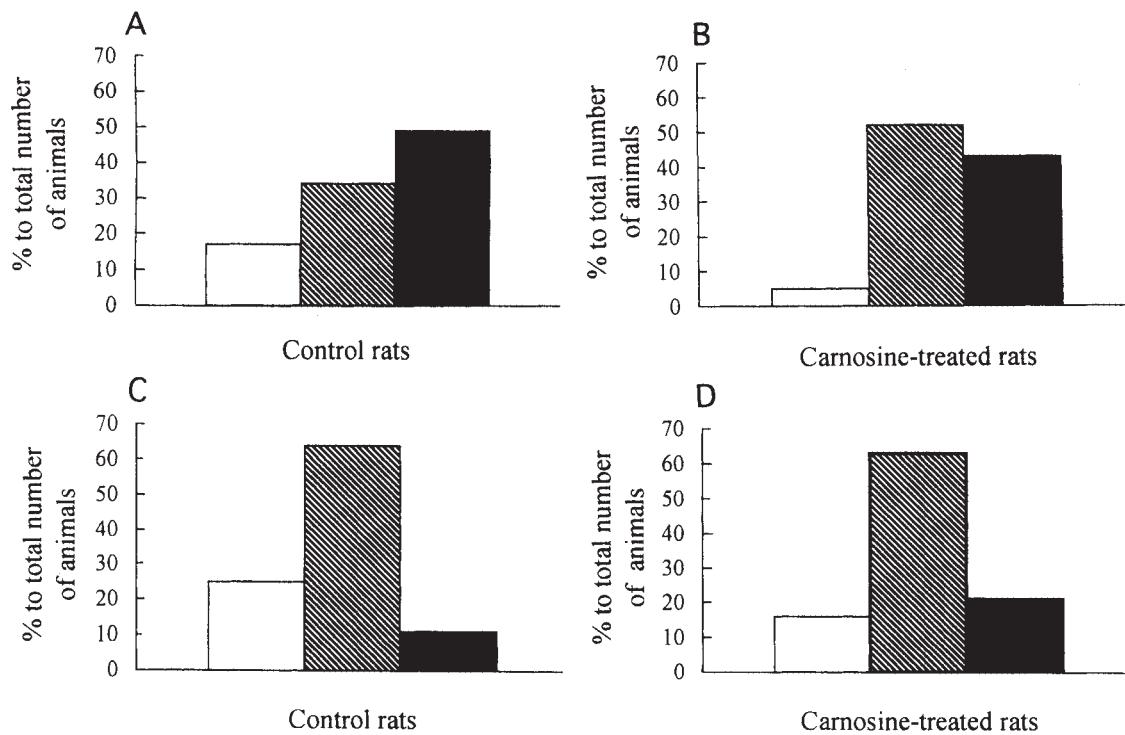 A
70
60
50
40
30
20
10
0
% to total number
of animals
Control rats
B
70
60
50
40
30
20
10
0
% to total number
of animals
Carnosine-treated rats
C
70
60
50
40
30
20
10
0
% to total number
of animals
Control rats
D
70
60
50
40
30
20
10
0
% to total number
of animals
Carnosine-treated rats